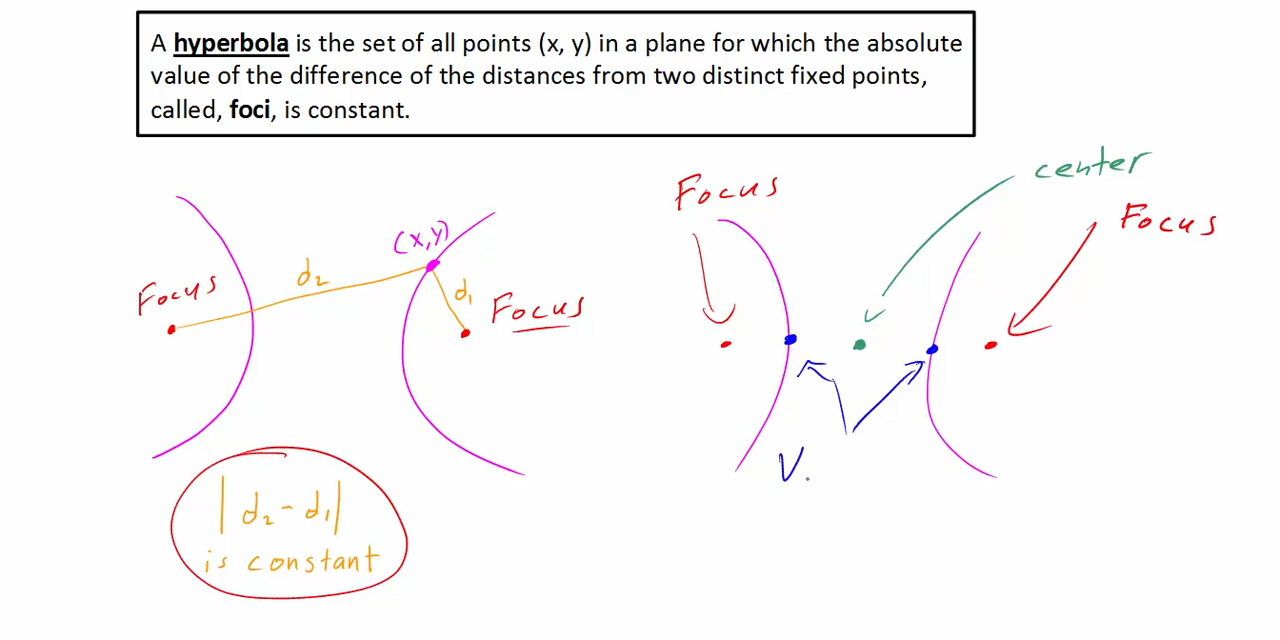 A hyperbola is the set of all points (x, y) in a plane for which the absolute
value of the difference of the distances from two distinct fixed points,
called, foci, is constant.
(x,y)
d₂
d₁
Focus
Focus
|d₂-d₁|
is constant
Focus
center
Focus
V